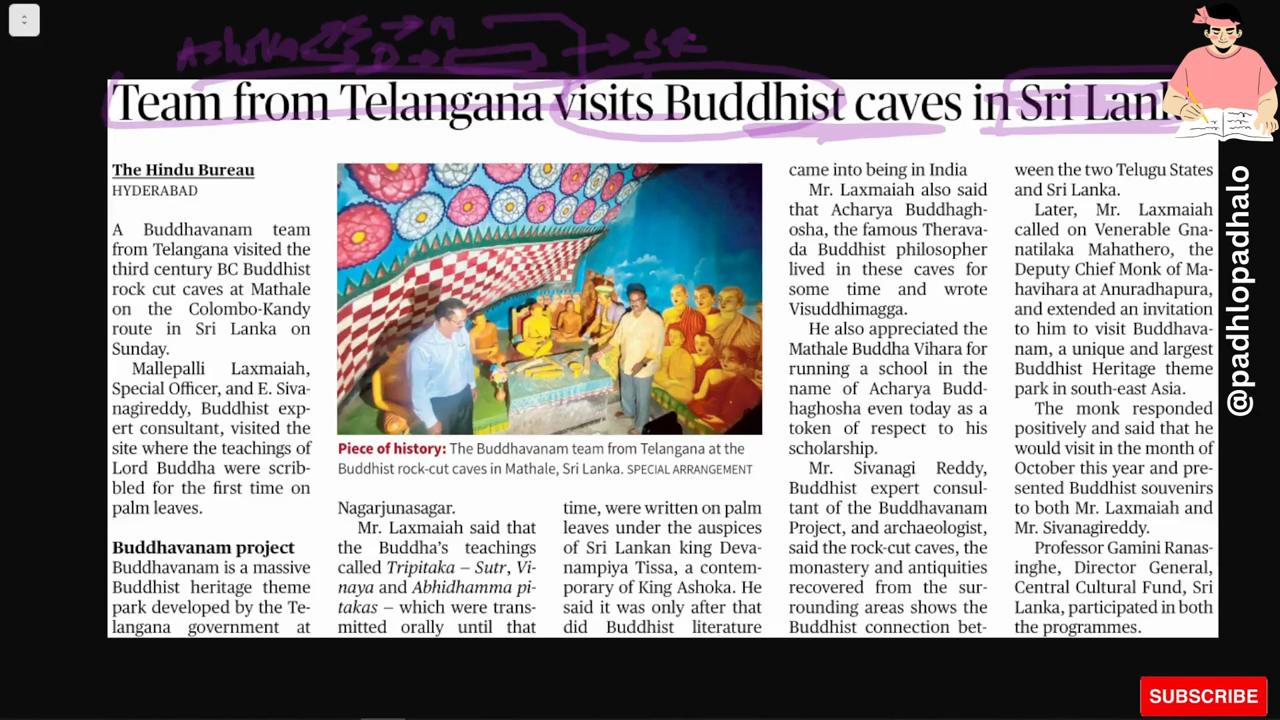 Ashoka S → M
D → → SR
Team from Telangana visits Buddhist caves in Sri Lank
The Hindu Bureau
HYDERABAD
A Buddhavanam team
from Telangana visited the
third century BC Buddhist
rock cut caves at Mathale
on the Colombo-Kandy
route in Sri Lanka on
Sunday.
Mallepalli Laxmaiah,
Special Officer, and E. Siva-
nagireddy, Buddhist exp-
ert consultant, visited the
site where the teachings of
Lord Buddha were scrib-
bled for the first time on
palm leaves.
Buddhavanam project
Buddhavanam is a massive
Buddhist heritage theme
park developed by the Te-
langana government at
Piece of history: The Buddhavanam team from Telangana at the
Buddhist rock-cut caves in Mathale, Sri Lanka. SPECIAL ARRANGEMENT
Nagarjunasagar.
Mr. Laxmaiah said that
the Buddha's teachings
called Tripitaka – Sutr, Vi-
naya and Abhidhamma pi-
takas – which were trans-
mitted orally until that
time, were written on palm
leaves under the auspices
of Sri Lankan king Deva-
nampiya Tissa, a contem-
porary of King Ashoka. He
said it was only after that
did Buddhist literature
came into being in India
Mr. Laxmaiah also said
that Acharya Buddhagh-
osha, the famous Therava-
da Buddhist philosopher
lived in these caves for
some time and wrote
Visuddhimagga.
He also appreciated the
Mathale Buddha Vihara for
running a school in the
name of Acharya Budd-
haghosha even today as a
token of respect to his
scholarship.
Mr. Sivanagi Reddy,
Buddhist expert consul-
tant of the Buddhavanam
Project, and archaeologist,
said the rock-cut caves, the
monastery and antiquities
recovered from the sur-
rounding areas shows the
Buddhist connection bet-
ween the two Telugu States
and Sri Lanka.
Later, Mr. Laxmaiah
called on Venerable Gna-
natilaka Mahathero, the
Deputy Chief Monk of Ma-
havihara at Anuradhapura,
and extended an invitation
to him to visit Buddhava-
nam, a unique and largest
Buddhist Heritage theme
park in south-east Asia.
The monk responded
positively and said that he
would visit in the month of
October this year and pre-
sented Buddhist souvenirs
to both Mr. Laxmaiah and
Mr. Sivanagireddy.
Professor Gamini Ranas-
inghe, Director General,
Central Cultural Fund, Sri
Lanka, participated in both
the programmes.
@padhlopadhalo
SUBSCRIBE